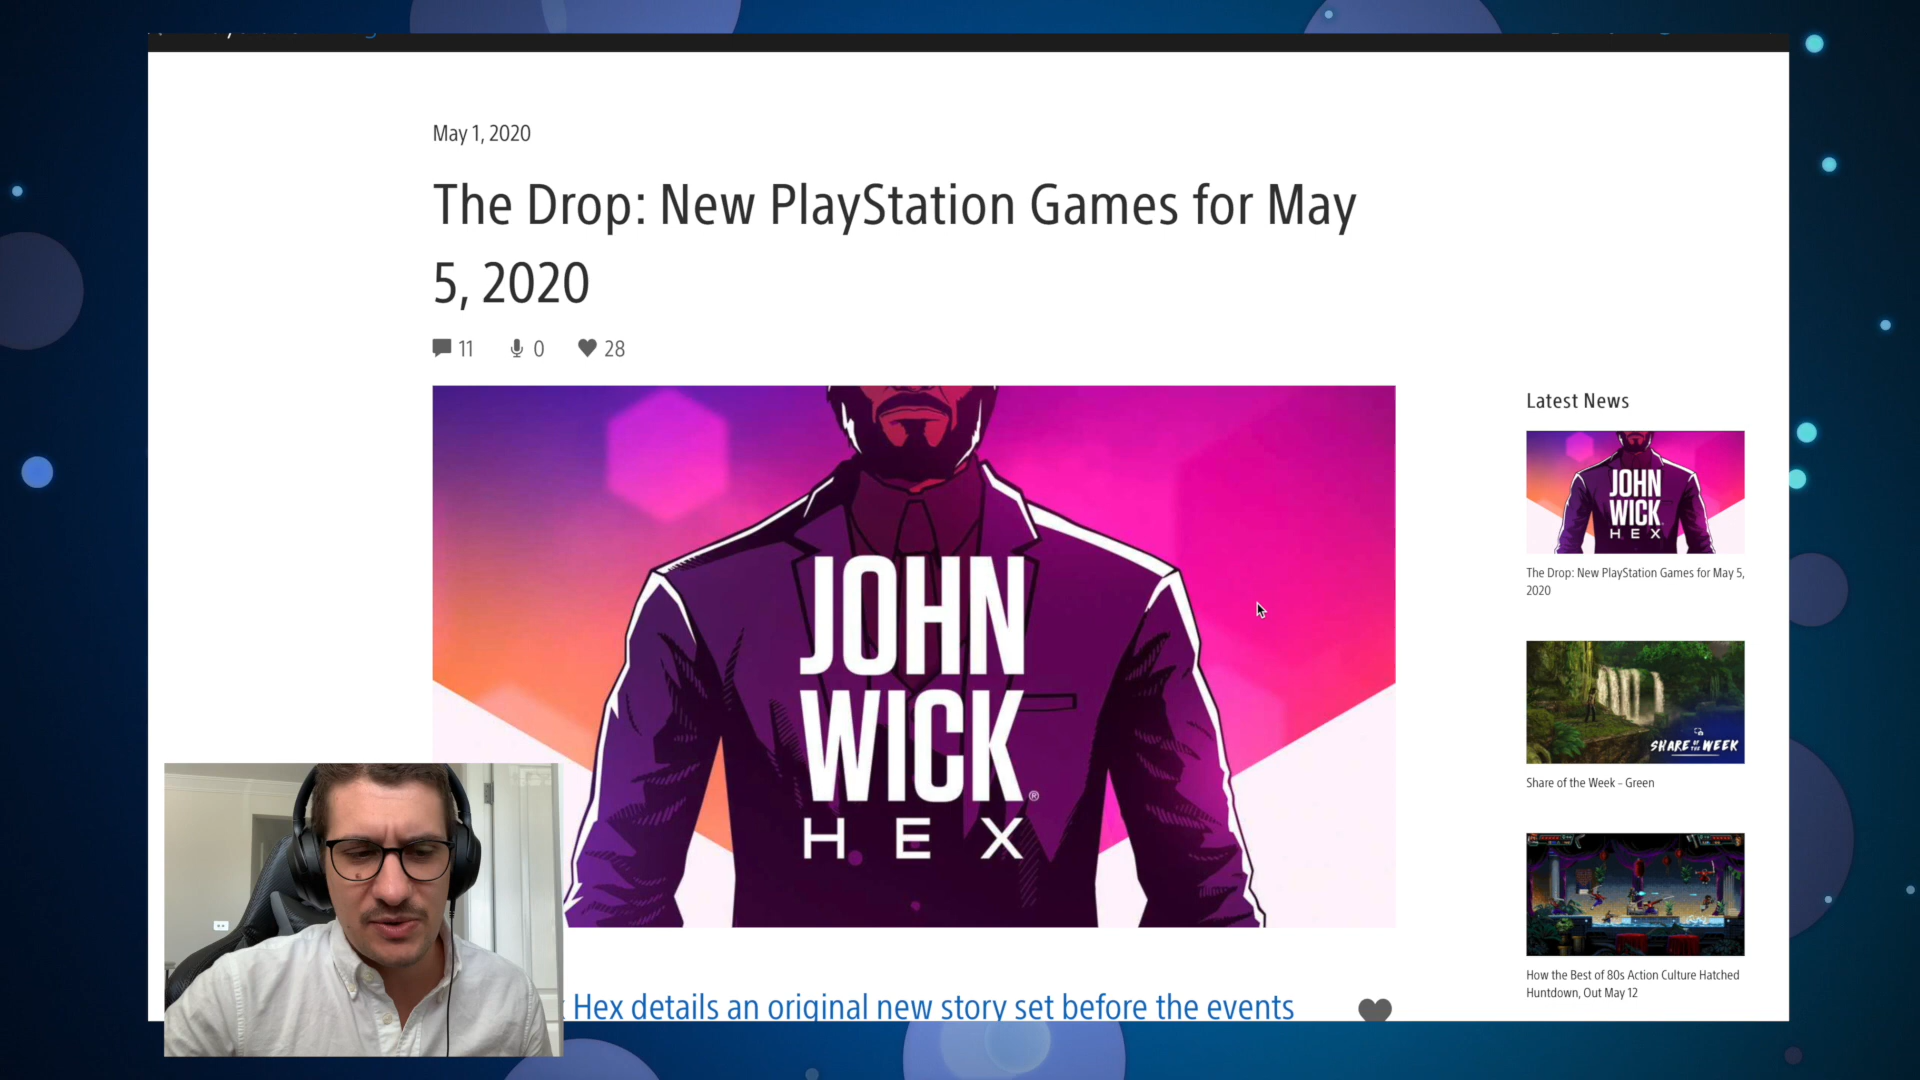 May 1, 2020
The Drop: New PlayStation Games for May
5, 2020
11 0 28
JOHN
WICK®
HEX
Hex details an original new story set before the events
Latest News
JOHN
WICK
HEX
The Drop: New PlayStation Games for May 5,
2020
SHARE OF THE WEEK
Share of the Week – Green
How the Best of 80s Action Culture Hatched
Huntdown, Out May 12